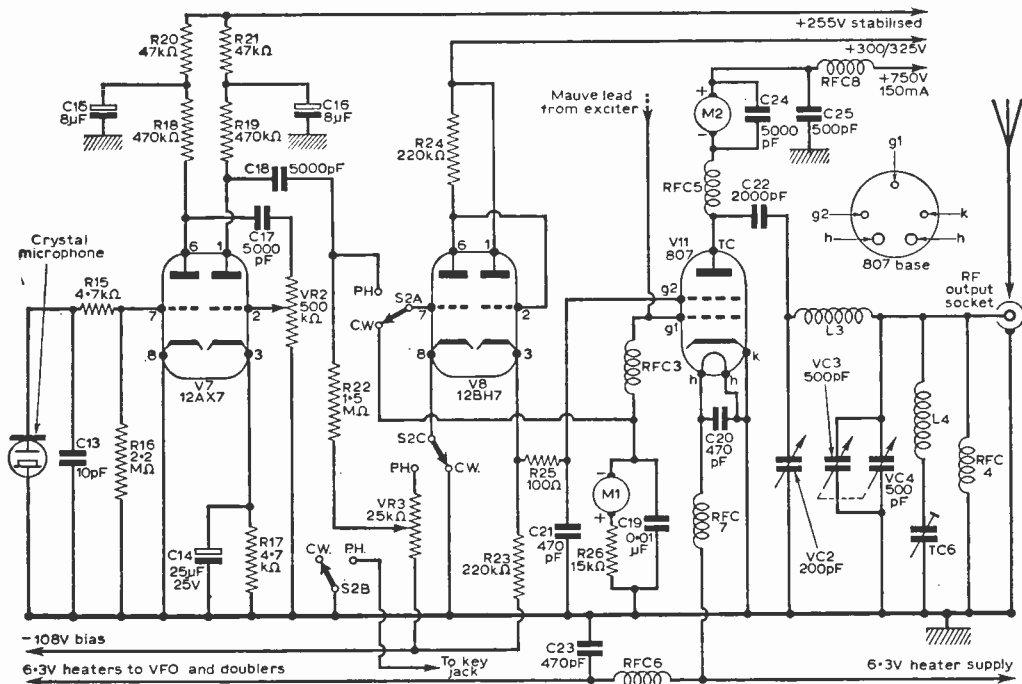 R20
47kΩ
R21
47kΩ
+255V stabilised
+300/325V
RFC8
+750V
150mA
C15
8µF
C16
8µF
R18
470kΩ
R19
470kΩ
C18
5000pF
C17
5000
pF
Mauve lead
from exciter
R24
220kΩ
M2
+
-
C24
5000
pF
C25
500pF
RFC5
C22
2000pF
g1
g2
k
h
h
807 base
RF
output
socket
Crystal
microphone
R15
4·7kΩ
6
1
7
2
8
3
V7
12AX7
VR2
500
kΩ
PH
S2A
C.W.
6
1
7
2
8
3
V8
12BH7
V11
807
TC
g2
g1
k
h
h
RFC3
L3
VC3
500pF
L4
C13
10pF
R16
2·2
MΩ
C14
25µF
25V
R17
4·7
kΩ
R22
1·5
MΩ
S2C
PH
CW.
VR3
25kΩ
CW.
PH.
S2B
R25
100Ω
R23
220kΩ
C21
470
pF
M1
-
+
R26
15kΩ
C19
0·01
µF
C20
470
pF
RFC
7
VC4
500
pF
VC2
200pF
TC6
RFC
4
-108V bias
To key
jack
C23
470pF
RFC6
6·3V heaters to VFO and doublers
6·3V heater supply